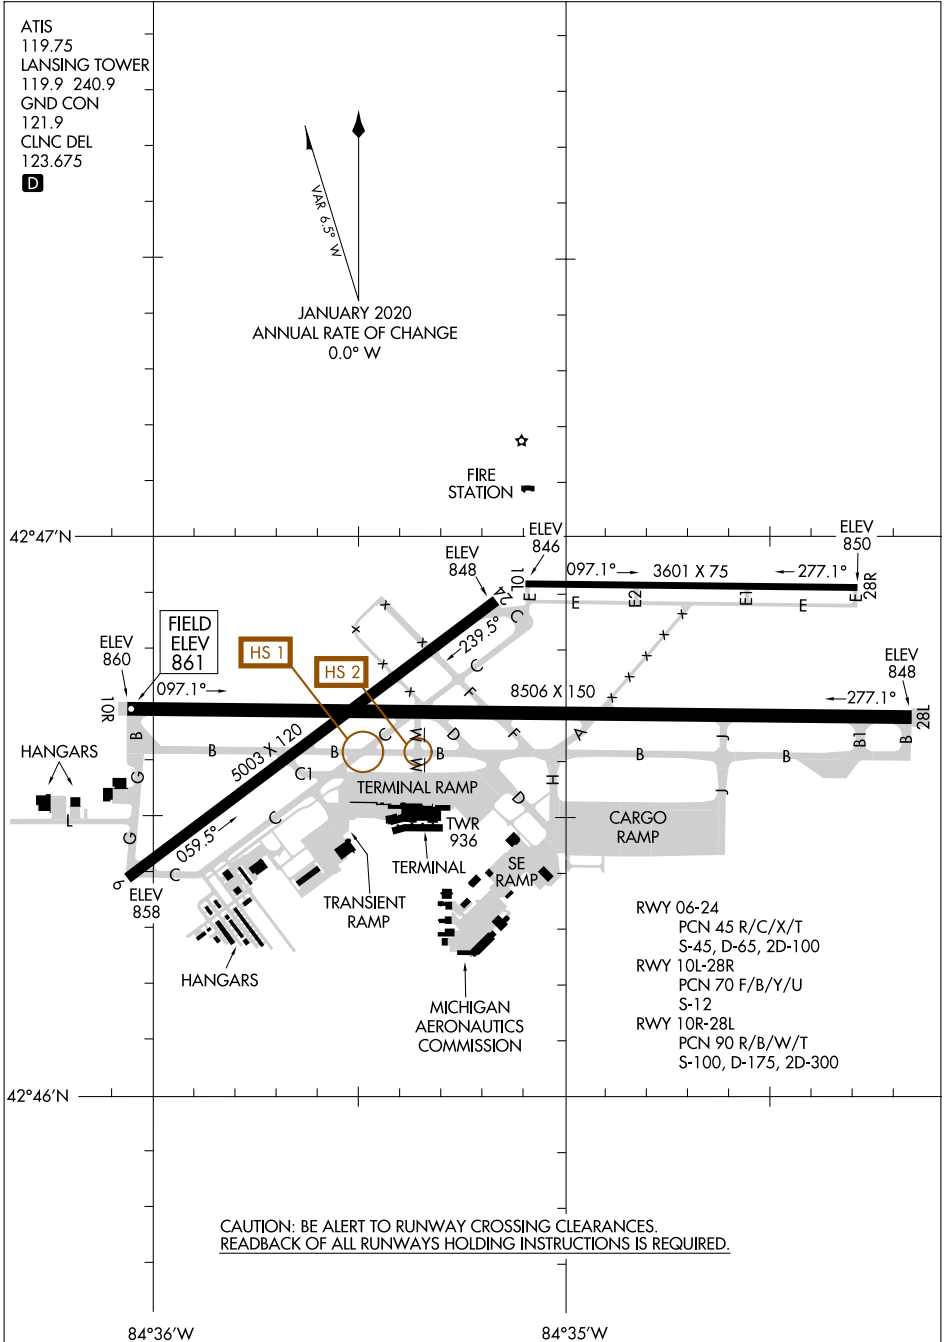 ATIS
119.75
LANSING TOWER
119.9 240.9
GND CON
121.9
CLNC DEL
123.675
D
VAR 6.5° W
JANUARY 2020
ANNUAL RATE OF CHANGE
0.0° W
FIRE
STATION
42°47'N
ELEV
846
ELEV
850
ELEV
848
10L
097.1°
3601 X 75
277.1°
28R
24
E
E
E2
E1
E
E
C
FIELD
ELEV
861
ELEV
860
HS 1
HS 2
239.5°
C
F
ELEV
848
10R
097.1°
8506 X 150
277.1°
28L
HANGARS
B
B
5003 X 120
B
C
W
W
B
D
F
A
B
J
B
B1
B
G
C1
TERMINAL RAMP
H
J
L
G
059.5°
C
D
TWR
936
CARGO
RAMP
TERMINAL
SE
RAMP
6
C
ELEV
858
TRANSIENT
RAMP
HANGARS
MICHIGAN
AERONAUTICS
COMMISSION
RWY 06-24
PCN 45 R/C/X/T
S-45, D-65, 2D-100
RWY 10L-28R
PCN 70 F/B/Y/U
S-12
RWY 10R-28L
PCN 90 R/B/W/T
S-100, D-175, 2D-300
42°46'N
CAUTION: BE ALERT TO RUNWAY CROSSING CLEARANCES.
READBACK OF ALL RUNWAYS HOLDING INSTRUCTIONS IS REQUIRED.
84°36'W
84°35'W